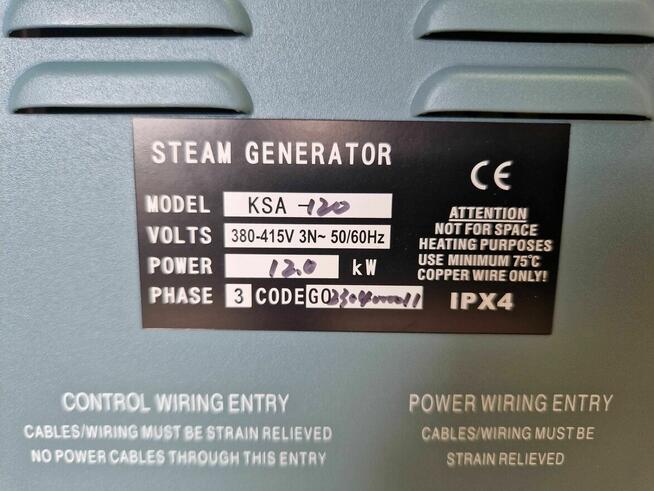 STEAM GENERATOR
CE
MODEL KSA -120
VOLTS 380-415V 3N~ 50/60Hz
POWER 12.0 kW
PHASE 3 CODE
ATTENTION
NOT FOR SPACE
HEATING PURPOSES
USE MINIMUM 75℃
COPPER WIRE ONLY!
IPX4
CONTROL WIRING ENTRY
CABLES/WIRING MUST BE STRAIN RELIEVED
NO POWER CABLES THROUGH THIS ENTRY
POWER WIRING ENTRY
CABLES/WIRING MUST BE
STRAIN RELIEVED